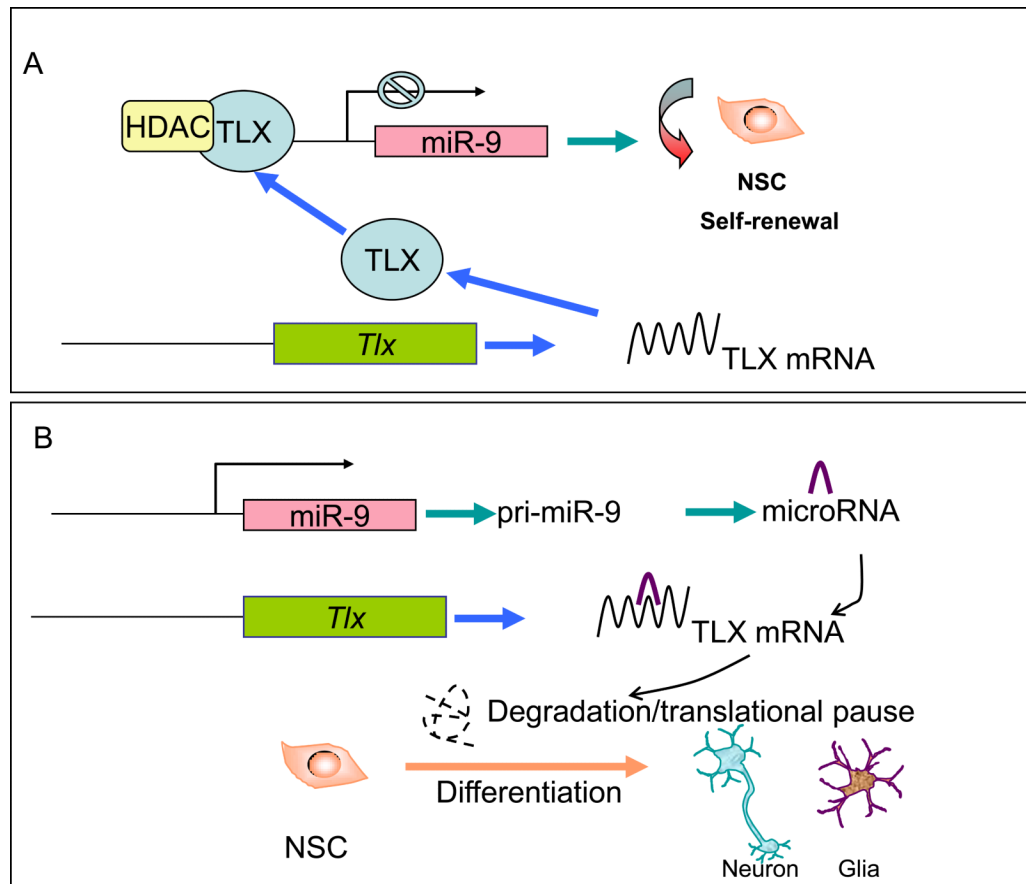 A
HDAC TLX
miR-9
NSC
Self-renewal
TLX
Tlx
TLX mRNA
B
miR-9
pri-miR-9
microRNA
Tlx
TLX mRNA
Degradation/translational pause
Differentiation
NSC
Neuron
Glia